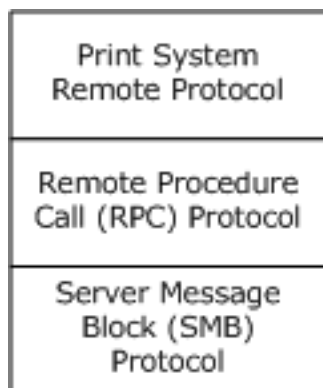 Print System
Remote Protocol
Remote Procedure
Call (RPC) Protocol
Server Message
Block (SMB)
Protocol